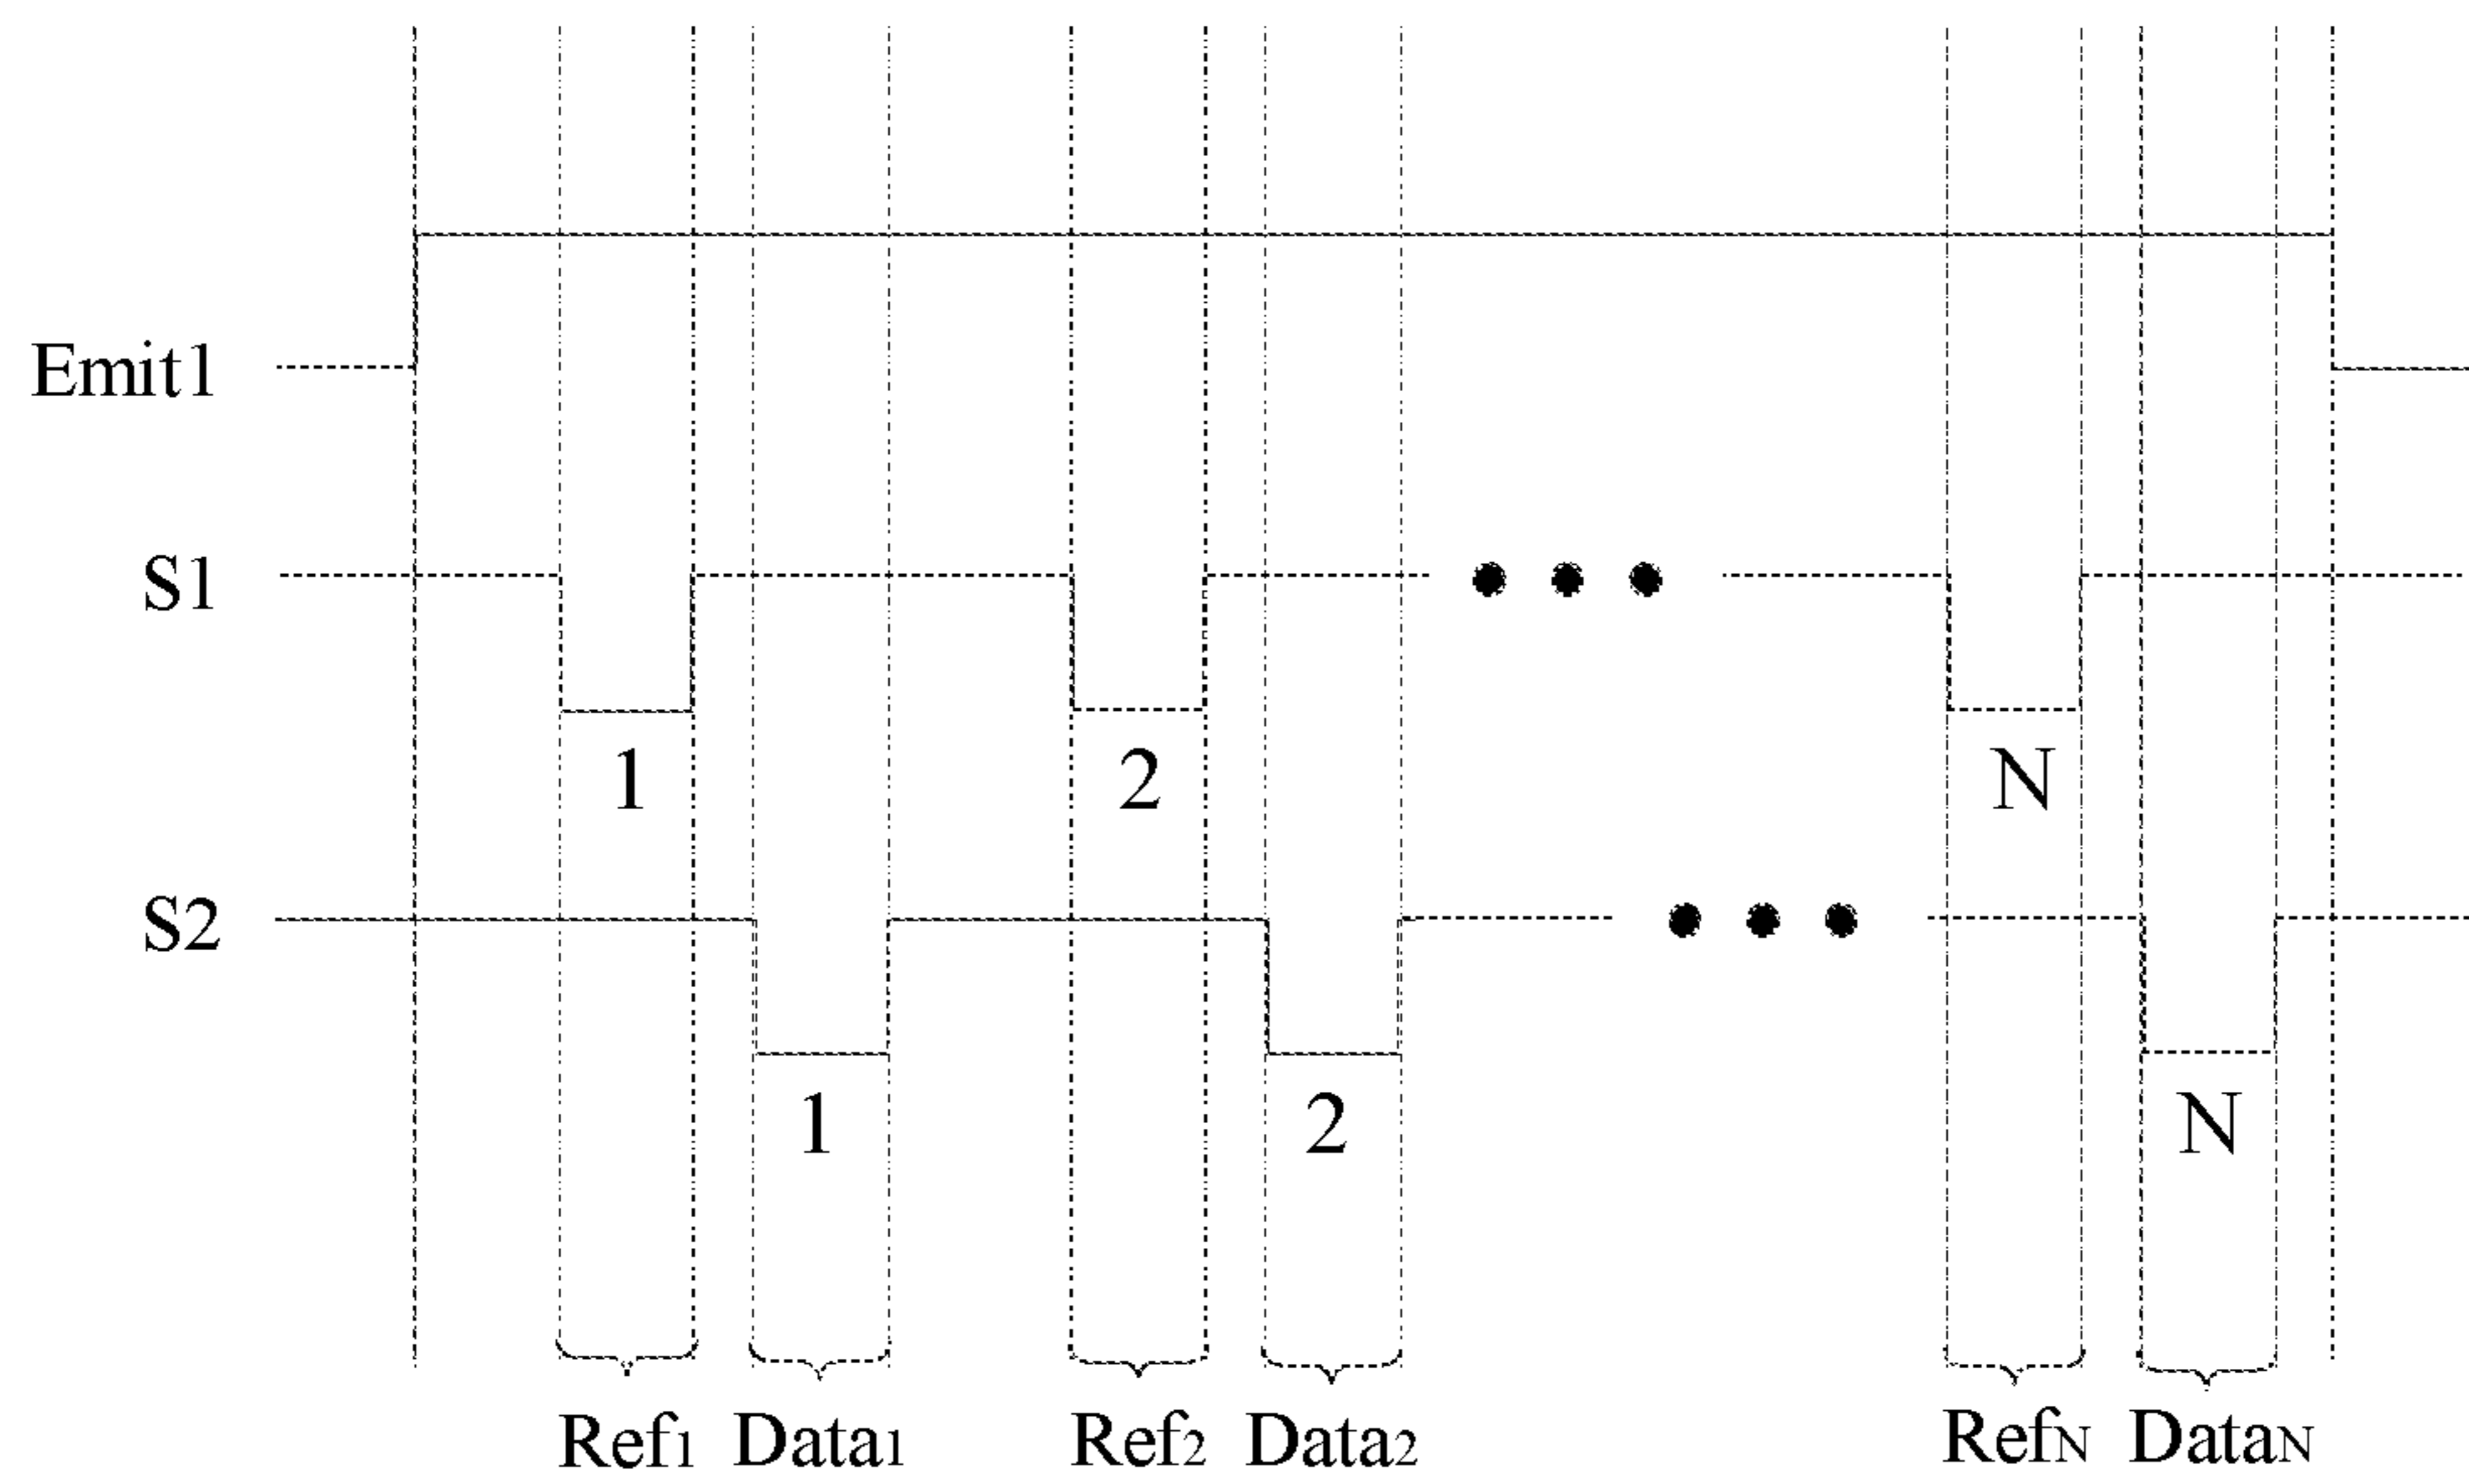 Emit1
S1
1 2 N
S2
1 2 N
Ref1 Data1 Ref2 Data2 RefN DataN